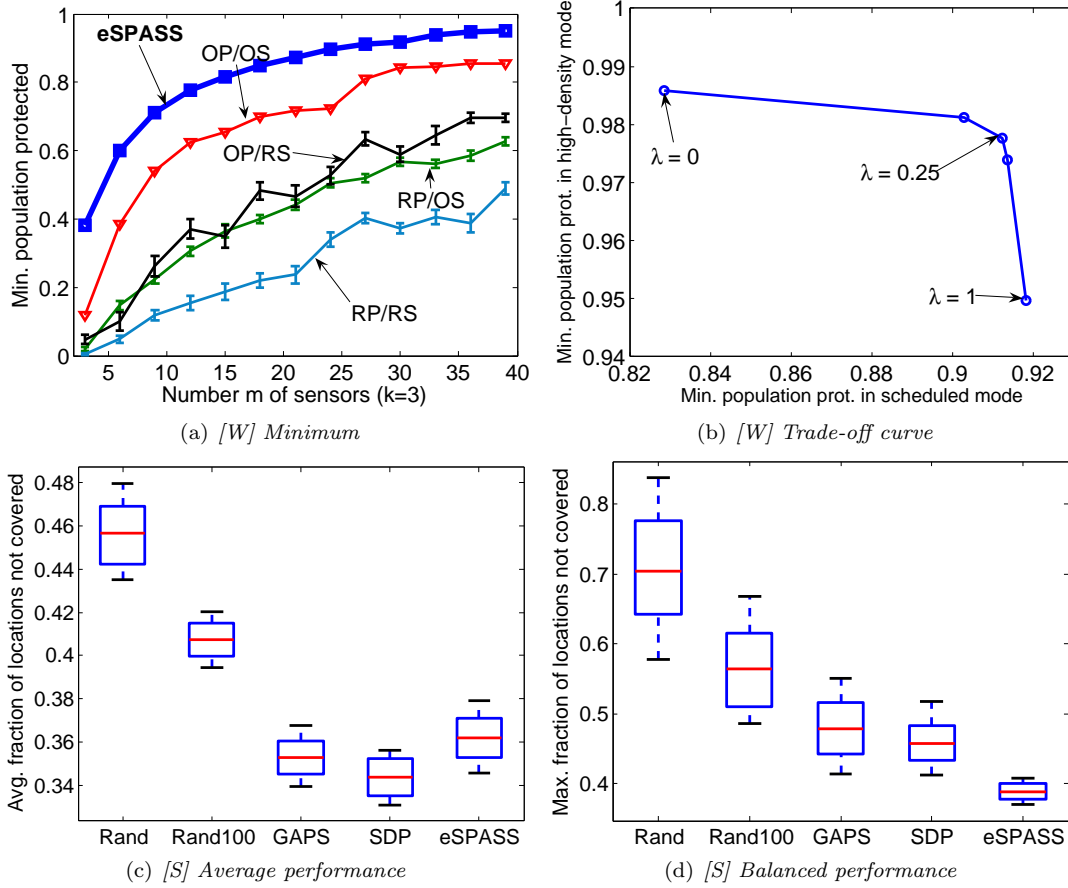 Min. population protected
1
0.8
0.6
0.4
0.2
0
eSPASS
OP/OS
OP/RS
RP/OS
RP/RS
5 10 15 20 25 30 35 40
Number m of sensors (k=3)
(a) [W] Minimum
Min. population prot. in high-density mode
1
0.99
0.98
0.97
0.96
0.95
0.94
λ = 0
λ = 0.25
λ = 1
0.82 0.84 0.86 0.88 0.9 0.92
Min. population prot. in scheduled mode
(b) [W] Trade-off curve
Avg. fraction of locations not covered
0.48
0.46
0.44
0.42
0.4
0.38
0.36
0.34
Rand Rand100 GAPS SDP eSPASS
(c) [S] Average performance
Max. fraction of locations not covered
0.8
0.7
0.6
0.5
0.4
Rand Rand100 GAPS SDP eSPASS
(d) [S] Balanced performance